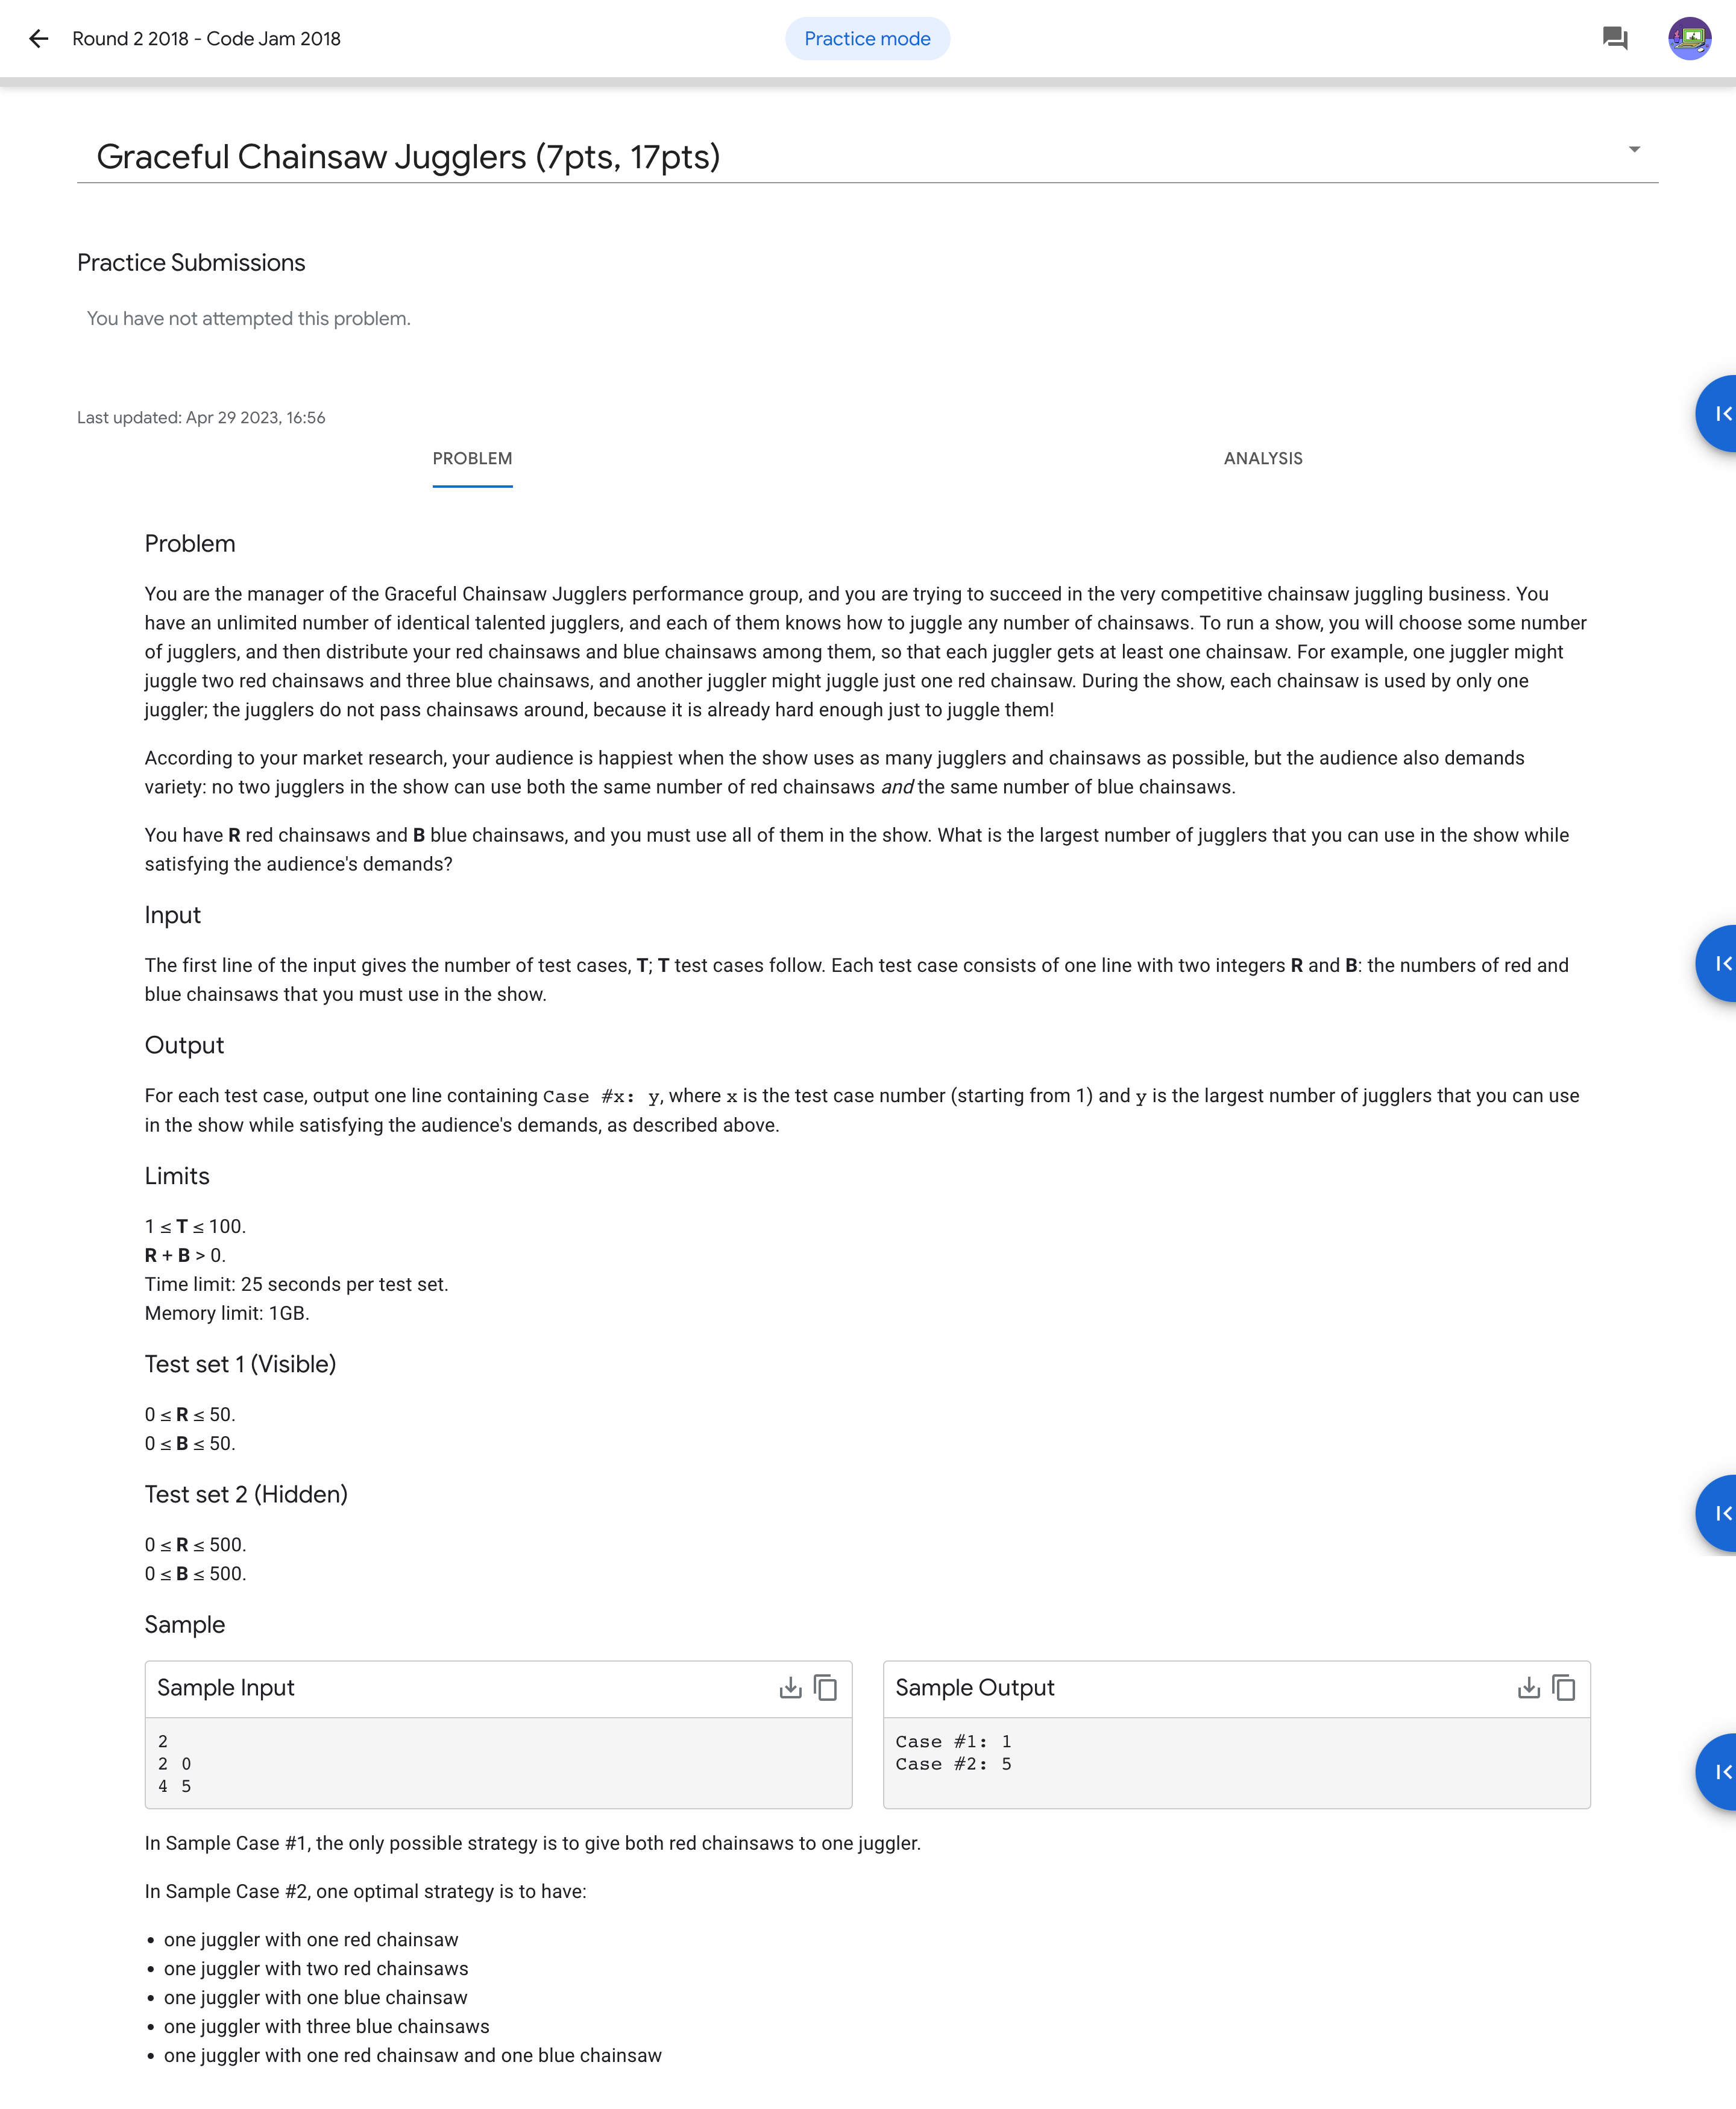 Round 2 2018 - Code Jam 2018
Practice mode
Graceful Chainsaw Jugglers (7pts, 17pts)
Practice Submissions
You have not attempted this problem.
Last updated: Apr 29 2023, 16:56
PROBLEM
ANALYSIS
Problem
You are the manager of the Graceful Chainsaw Jugglers performance group, and you are trying to succeed in the very competitive chainsaw juggling business. You
have an unlimited number of identical talented jugglers, and each of them knows how to juggle any number of chainsaws. To run a show, you will choose some number
of jugglers, and then distribute your red chainsaws and blue chainsaws among them, so that each juggler gets at least one chainsaw. For example, one juggler might
juggle two red chainsaws and three blue chainsaws, and another juggler might juggle just one red chainsaw. During the show, each chainsaw is used by only one
juggler; the jugglers do not pass chainsaws around, because it is already hard enough just to juggle them!
According to your market research, your audience is happiest when the show uses as many jugglers and chainsaws as possible, but the audience also demands
variety: no two jugglers in the show can use both the same number of red chainsaws and the same number of blue chainsaws.
You have R red chainsaws and B blue chainsaws, and you must use all of them in the show. What is the largest number of jugglers that you can use in the show while
satisfying the audience's demands?
Input
The first line of the input gives the number of test cases, T; T test cases follow. Each test case consists of one line with two integers R and B: the numbers of red and
blue chainsaws that you must use in the show.
Output
For each test case, output one line containing Case #x: y, where x is the test case number (starting from 1) and y is the largest number of jugglers that you can use
in the show while satisfying the audience's demands, as described above.
Limits
1 ≤ T ≤ 100.
R + B > 0.
Time limit: 25 seconds per test set.
Memory limit: 1GB.
Test set 1 (Visible)
0 ≤ R ≤ 50.
0 ≤ B ≤ 50.
Test set 2 (Hidden)
0 ≤ R ≤ 500.
0 ≤ B ≤ 500.
Sample
Sample Input
2
2 0
4 5
Sample Output
Case #1: 1
Case #2: 5
In Sample Case #1, the only possible strategy is to give both red chainsaws to one juggler.
In Sample Case #2, one optimal strategy is to have:
• one juggler with one red chainsaw
• one juggler with two red chainsaws
• one juggler with one blue chainsaw
• one juggler with three blue chainsaws
• one juggler with one red chainsaw and one blue chainsaw